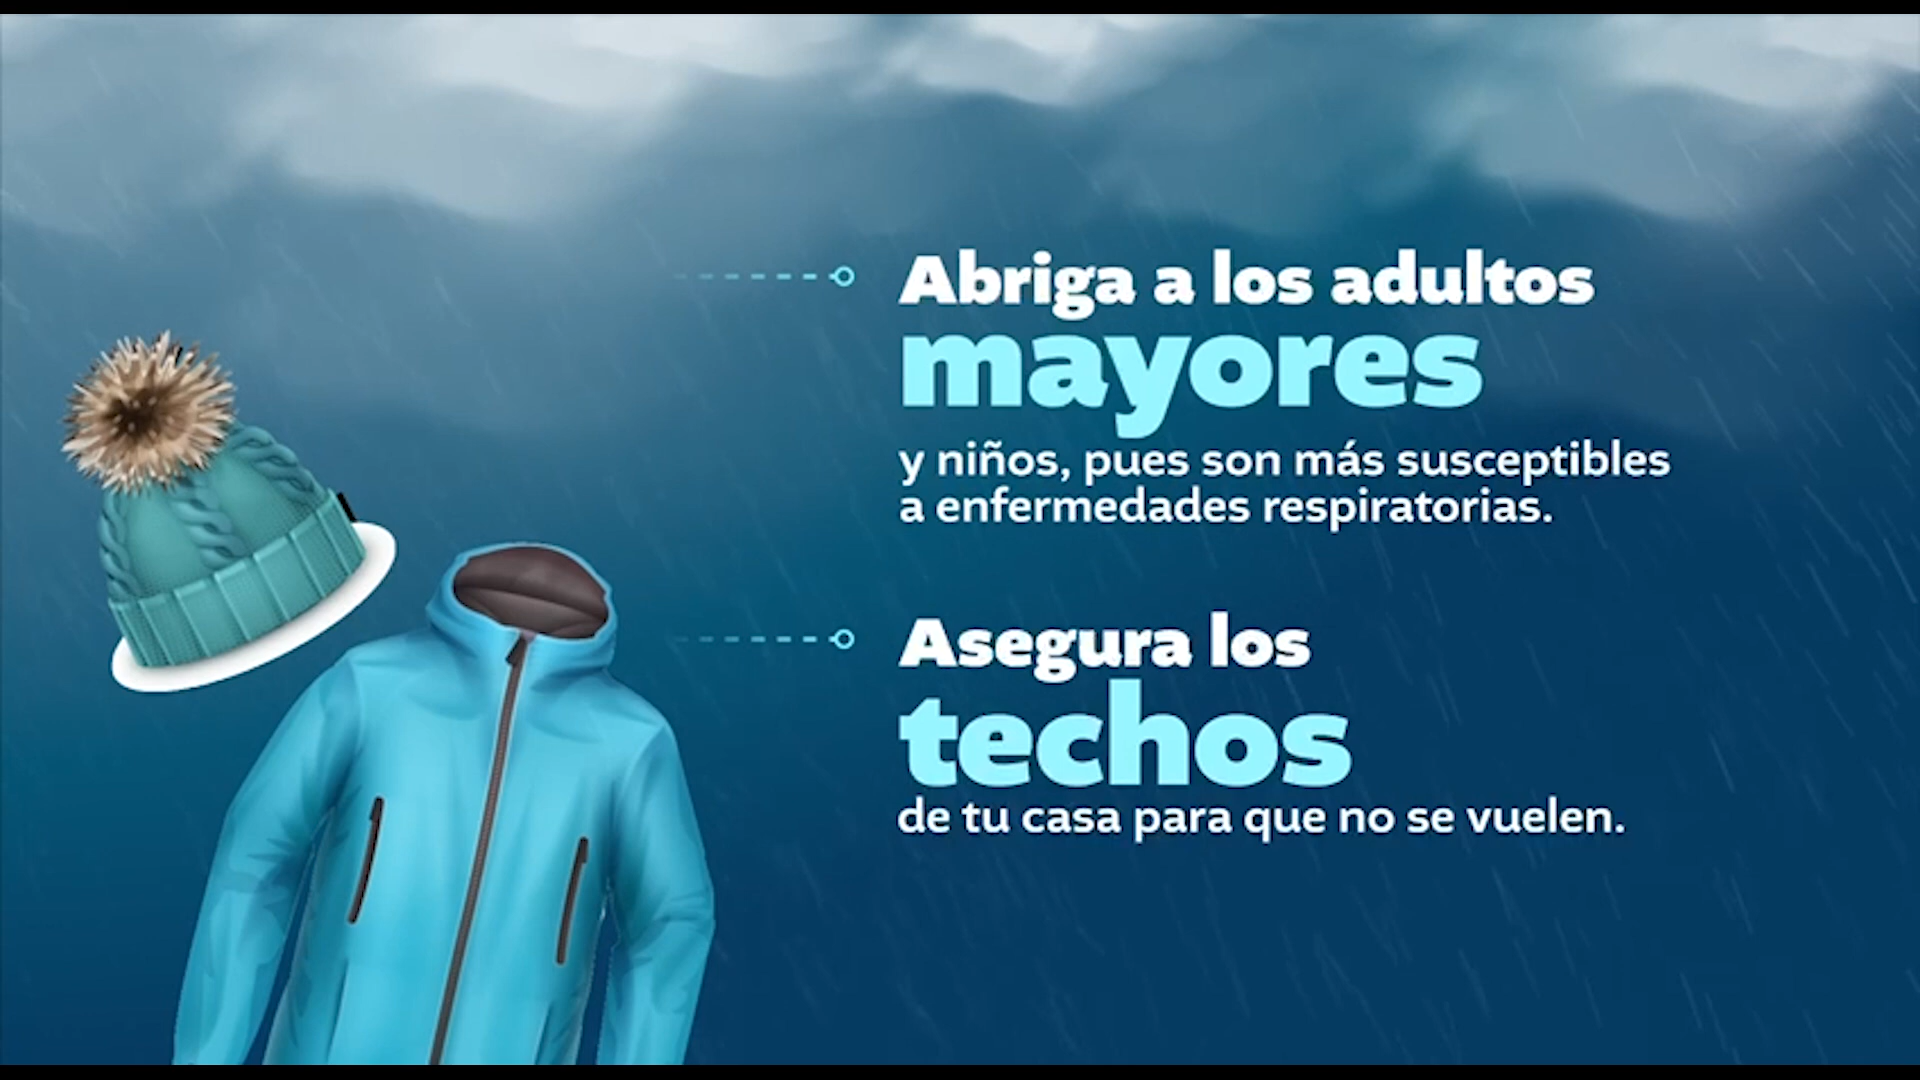 Abriga a los adultos
mayores
y niños, pues son más susceptibles
a enfermedades respiratorias.
Asegura los
techos
de tu casa para que no se vuelen.